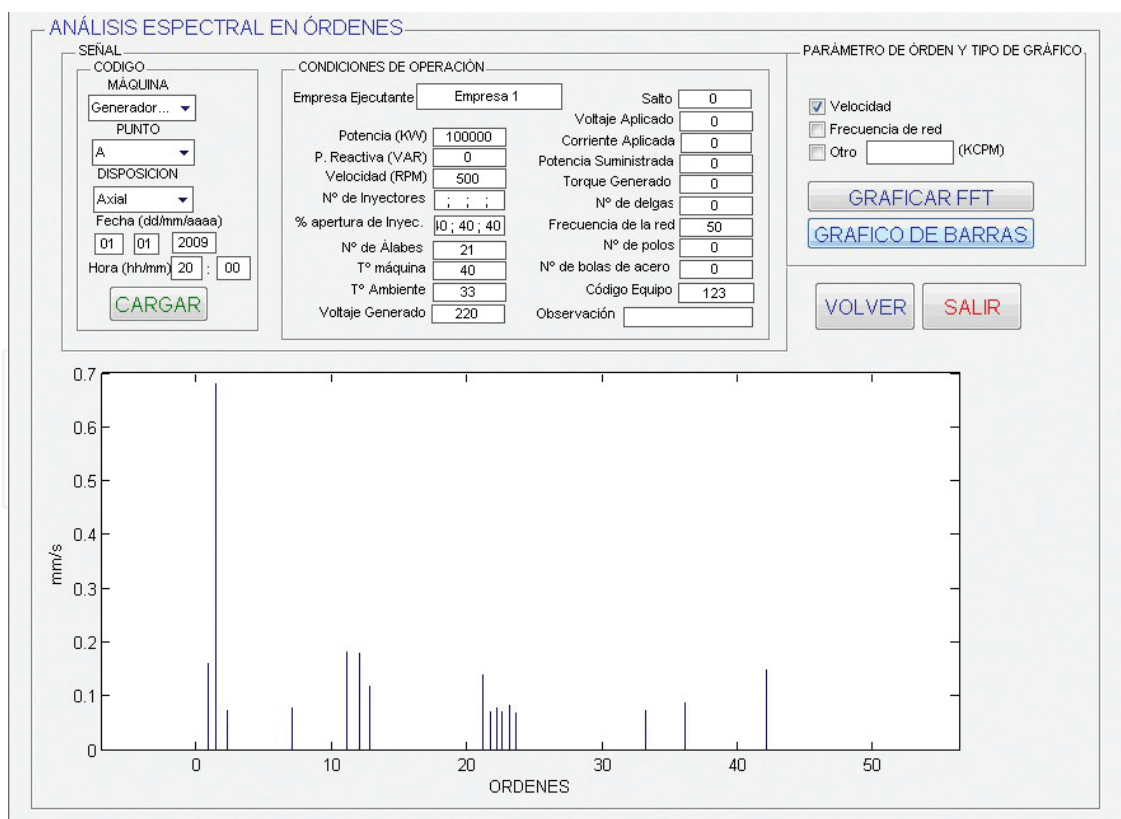 ANÁLISIS ESPECTRAL EN ÓRDENES
SEÑAL
CODIGO
MÁQUINA
Generador...
PUNTO
A
DISPOSICION
Axial
Fecha (dd/mm/aaaa)
01 01 2009
Hora (hh/mm) 20 : 00
CARGAR
CONDICIONES DE OPERACIÓN
Empresa Ejecutante Empresa 1
Potencia (KW) 100000
P. Reactiva (VAR) 0
Velocidad (RPM) 500
Nº de Inyectores ; ; ;
% apertura de Inyec. 40 ; 40 ; 40
Nº de Álabes 21
Tº máquina 40
Tº Ambiente 33
Voltaje Generado 220
Salto 0
Voltaje Aplicado 0
Corriente Aplicada 0
Potencia Suministrada 0
Torque Generado 0
Nº de delgas 0
Frecuencia de la red 50
Nº de polos 0
Nº de bolas de acero 0
Código Equipo 123
Observación
PARÁMETRO DE ÓRDEN Y TIPO DE GRÁFICO
Velocidad
Frecuencia de red
Otro (KCPM)
GRAFICAR FFT
GRAFICO DE BARRAS
VOLVER SALIR
0.7
0.6
0.5
0.4
0.3
0.2
0.1
0
mm/s
0 10 20 30 40 50
ORDENES